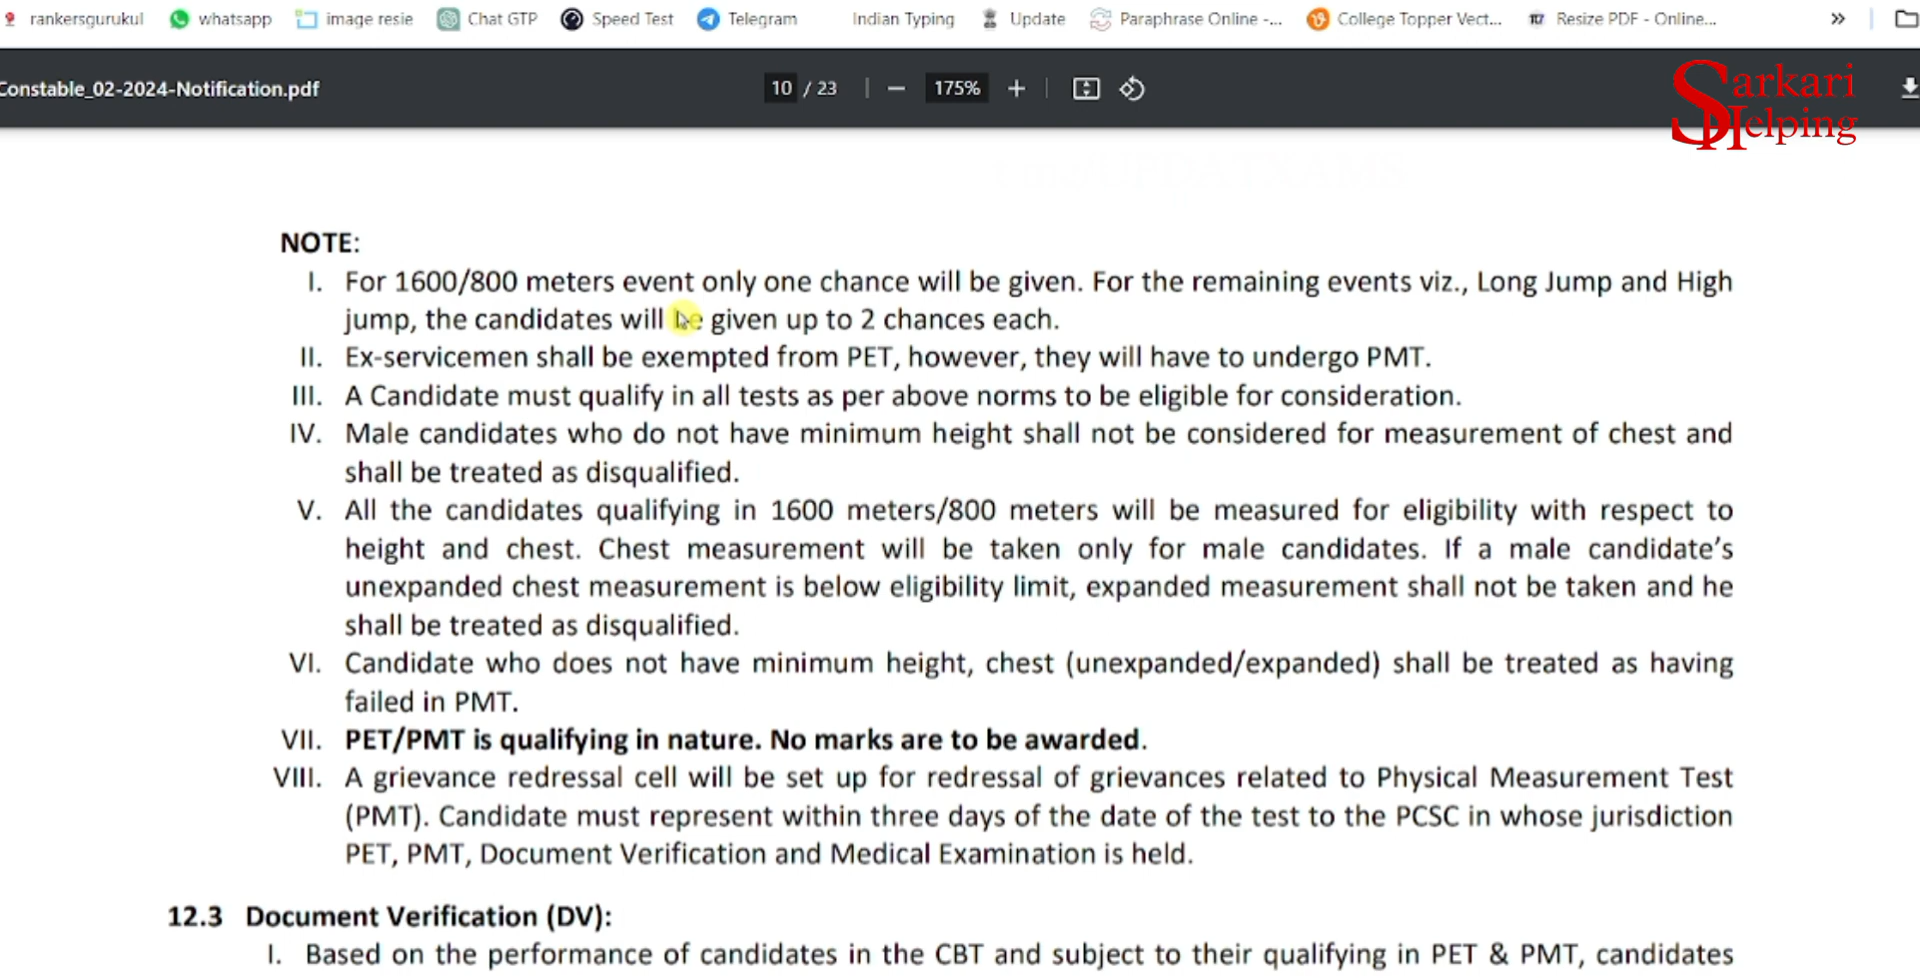 rankersgurukul whatsapp image resie Chat GTP Speed Test Telegram Indian Typing Update Paraphrase Online -... College Topper Vect... Resize PDF - Online... »
Constable_02-2024-Notification.pdf 10 / 23 175%
Sarkari
Helping
NOTE:
I. For 1600/800 meters event only one chance will be given. For the remaining events viz., Long Jump and High
jump, the candidates will be given up to 2 chances each.
II. Ex-servicemen shall be exempted from PET, however, they will have to undergo PMT.
III. A Candidate must qualify in all tests as per above norms to be eligible for consideration.
IV. Male candidates who do not have minimum height shall not be considered for measurement of chest and
shall be treated as disqualified.
V. All the candidates qualifying in 1600 meters/800 meters will be measured for eligibility with respect to
height and chest. Chest measurement will be taken only for male candidates. If a male candidate's
unexpanded chest measurement is below eligibility limit, expanded measurement shall not be taken and he
shall be treated as disqualified.
VI. Candidate who does not have minimum height, chest (unexpanded/expanded) shall be treated as having
failed in PMT.
VII. PET/PMT is qualifying in nature. No marks are to be awarded.
VIII. A grievance redressal cell will be set up for redressal of grievances related to Physical Measurement Test
(PMT). Candidate must represent within three days of the date of the test to the PCSC in whose jurisdiction
PET, PMT, Document Verification and Medical Examination is held.
12.3 Document Verification (DV):
I. Based on the performance of candidates in the CBT and subject to their qualifying in PET & PMT, candidates